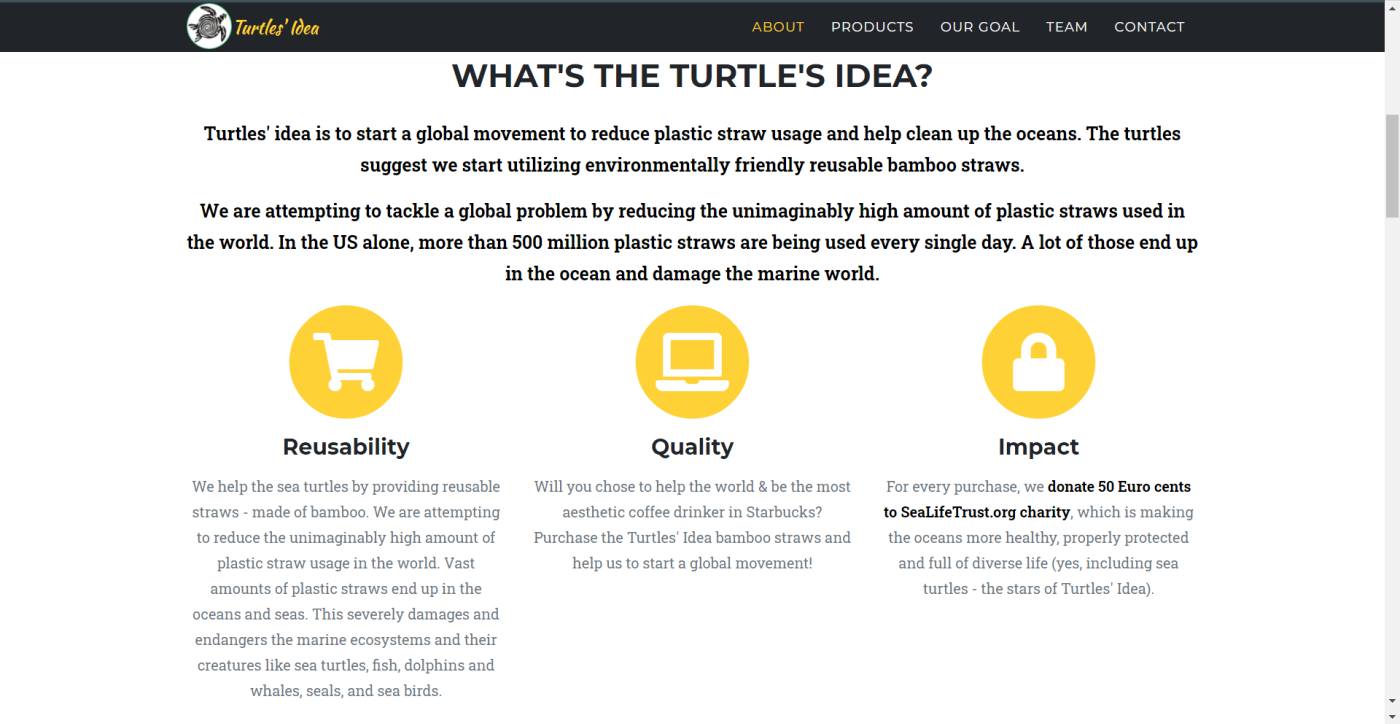 Turtles' Idea
ABOUT PRODUCTS OUR GOAL TEAM CONTACT
WHAT'S THE TURTLE'S IDEA?
Turtles' idea is to start a global movement to reduce plastic straw usage and help clean up the oceans. The turtles
suggest we start utilizing environmentally friendly reusable bamboo straws.
We are attempting to tackle a global problem by reducing the unimaginably high amount of plastic straws used in
the world. In the US alone, more than 500 million plastic straws are being used every single day. A lot of those end up
in the ocean and damage the marine world.
Reusability
We help the sea turtles by providing reusable
straws - made of bamboo. We are attempting
to reduce the unimaginably high amount of
plastic straw usage in the world. Vast
amounts of plastic straws end up in the
oceans and seas. This severely damages and
endangers the marine ecosystems and their
creatures like sea turtles, fish, dolphins and
whales, seals, and sea birds.
Quality
Will you chose to help the world & be the most
aesthetic coffee drinker in Starbucks?
Purchase the Turtles' Idea bamboo straws and
help us to start a global movement!
Impact
For every purchase, we donate 50 Euro cents
to SeaLifeTrust.org charity, which is making
the oceans more healthy, properly protected
and full of diverse life (yes, including sea
turtles - the stars of Turtles' Idea).